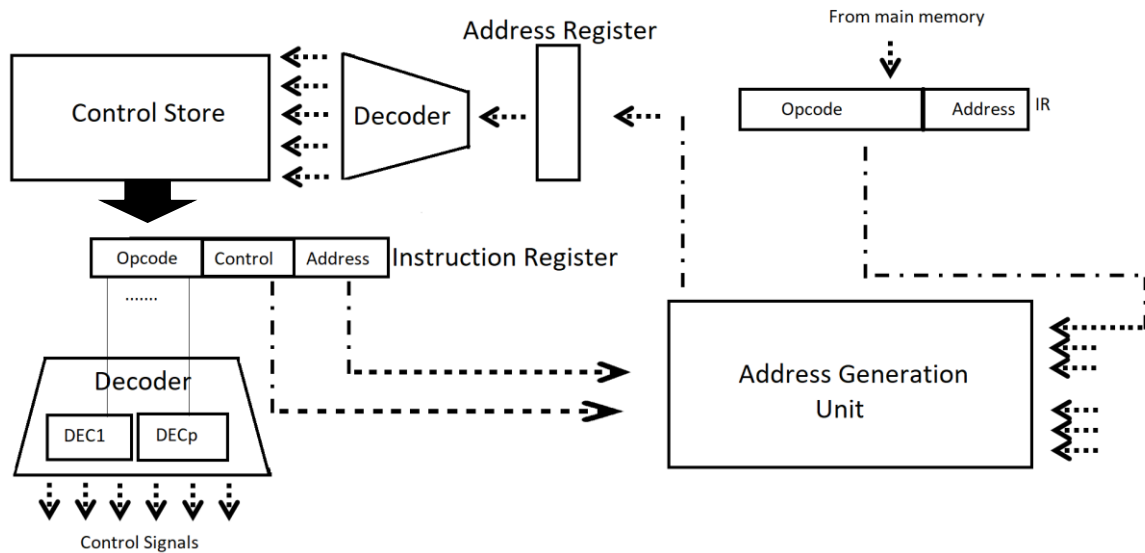 From main memory
Address Register
Opcode
Address
IR
Control Store
Decoder
Opcode
Control
Address
Instruction Register
.......
Decoder
DEC1
DECp
Address Generation
Unit
Control Signals